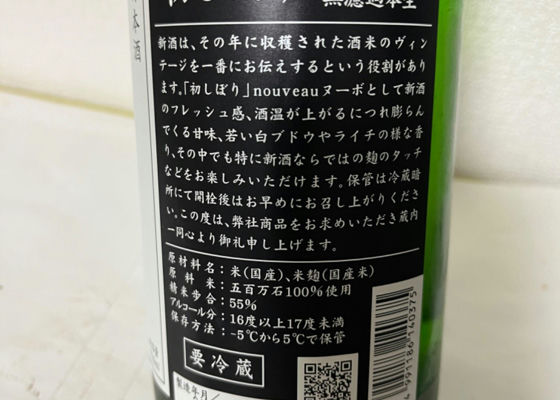 無濾過本生
本酒
新酒は、その年に収穫された酒米のヴィン
テージを一番にお伝えするという役割があり
ます。「初しぼり」nouveauヌーボとして新酒
のフレッシュ感、酒温が上がるにつれ膨らん
でくる甘味、若い白ブドウやライチの様な香
り、その中でも特に新酒ならではの麹のタッチ
などをお楽しみいただけます。保管は冷蔵暗
所にて開栓後はお早めにお召し上がりくださ
い。この度は、弊社商品をお求めいただき蔵内
一同心より御礼申し上げます。
原材料名：米(国産)、米麹(国産米)
原料米：五百万石100%使用
精米歩合：55%
アルコール分：16度以上17度未満
保存方法：-5℃から5℃で保管
要冷蔵
製造年月
4991186140375